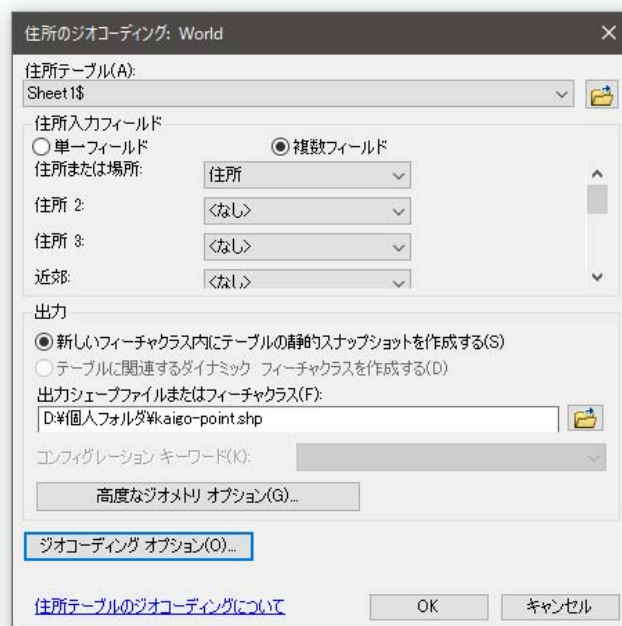 住所のジオコーディング: World
住所テーブル(A):
Sheet1$
住所入力フィールド
単一フィールド 複数フィールド
住所または場所: 住所
住所 2: <なし>
住所 3: <なし>
近郊: <なし>
出力
新しいフィーチャクラス内にテーブルの静的スナップショットを作成する(S)
テーブルに関連するダイナミック フィーチャクラスを作成する(D)
出力シェープファイルまたはフィーチャクラス(F):
D:¥個人フォルダ¥kaigo-point.shp
コンフィグレーション キーワード(K):
高度なジオメトリ オプション(G)...
ジオコーディング オプション(O)...
住所テーブルのジオコーディングについて OK キャンセル